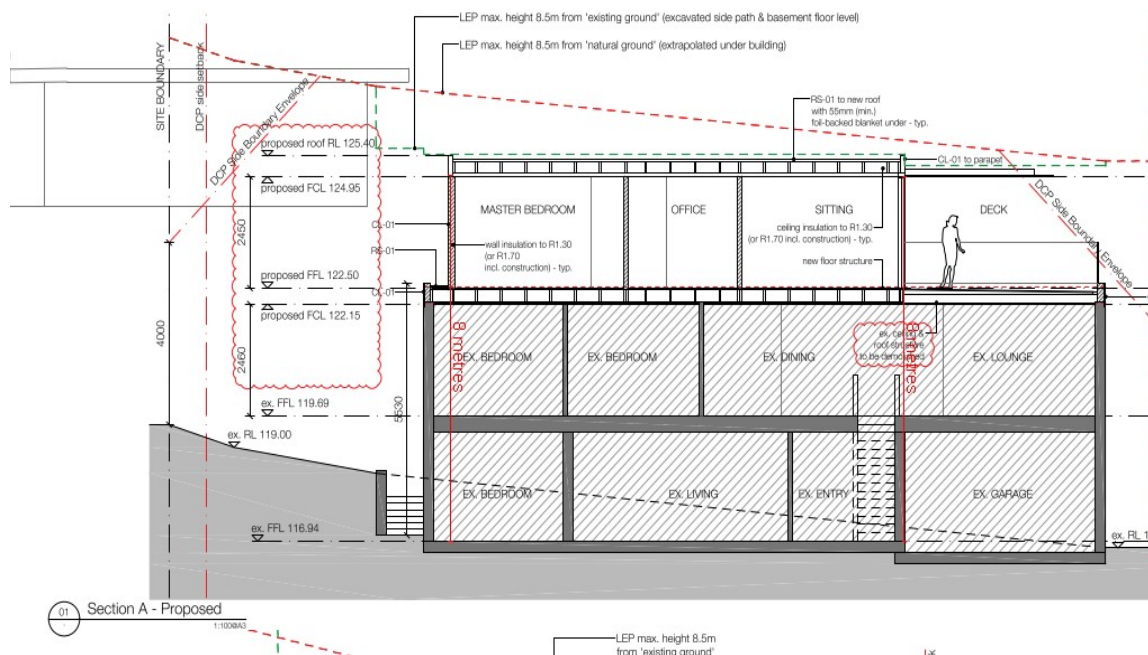 LEP max. height 8.5m from 'existing ground' (excavated side path & basement floor level)
LEP max. height 8.5m from 'natural ground' (extrapolated under building)
SITE BOUNDARY
DCP side setback
DCP Side Boundary Envelope
RS-01 to new roof
with 55mm (min.)
foil-backed blanket under - typ.
proposed roof RL 125.40
CL-01 to parapet
proposed FCL 124.95
MASTER BEDROOM
OFFICE
SITTING
DECK
DCP Side Boundary Envelope
2450
CL-01
wall insulation to R1.30
(or R1.70
incl. construction) - typ.
ceiling insulation to R1.30
(or R1.70 incl. construction) - typ.
RS-01
new floor structure
proposed FFL 122.50
CL-01
proposed FCL 122.15
4000
2460
8 metres
8 metres
ex. ceiling &
roof structure
to be demolished
EX. BEDROOM
EX. BEDROOM
EX. DINING
EX. LOUNGE
ex. FFL 119.69
5530
ex. RL 119.00
EX. BEDROOM
EX. LIVING
EX. ENTRY
EX. GARAGE
ex. FFL 116.94
ex. RL 1
01
Section A - Proposed
1:100@A3
LEP max. height 8.5m
from 'existing ground'